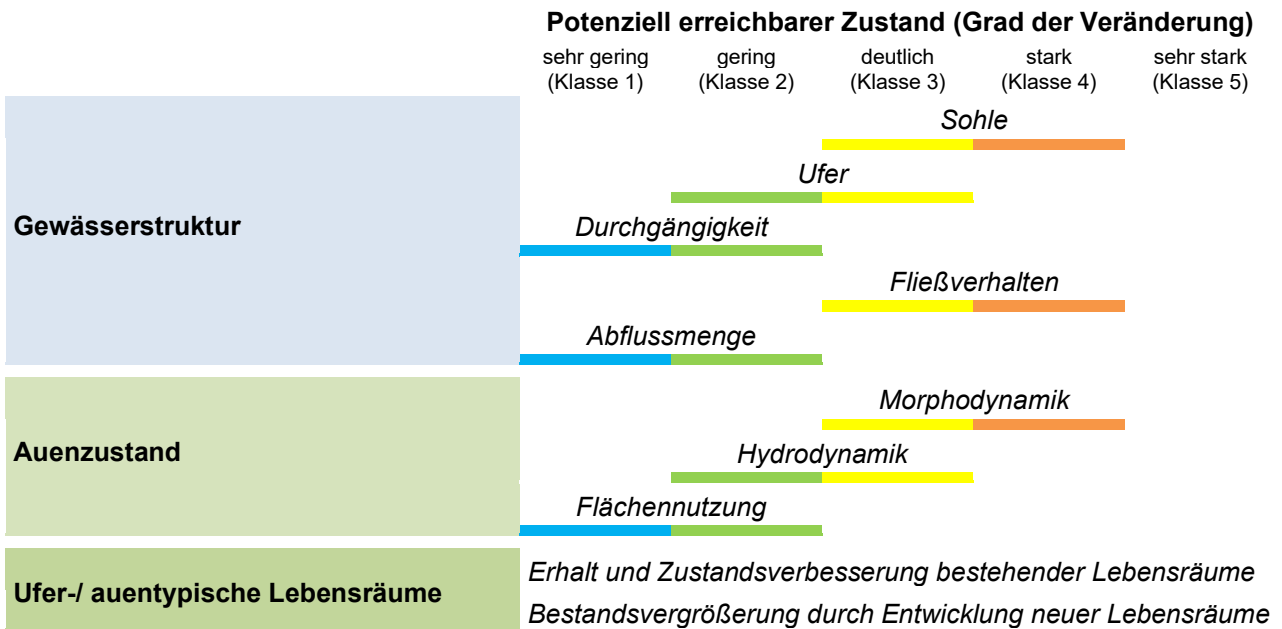 Potenziell erreichbarer Zustand (Grad der Veränderung)
sehr gering gering deutlich stark sehr stark
(Klasse 1) (Klasse 2) (Klasse 3) (Klasse 4) (Klasse 5)
Sohle
Ufer
Gewässerstruktur
Durchgängigkeit
Fließverhalten
Abflussmenge
Morphodynamik
Auenzustand
Hydrodynamik
Flächennutzung
Ufer-/ auentypische Lebensräume
Erhalt und Zustandsverbesserung bestehender Lebensräume
Bestandsvergrößerung durch Entwicklung neuer Lebensräume